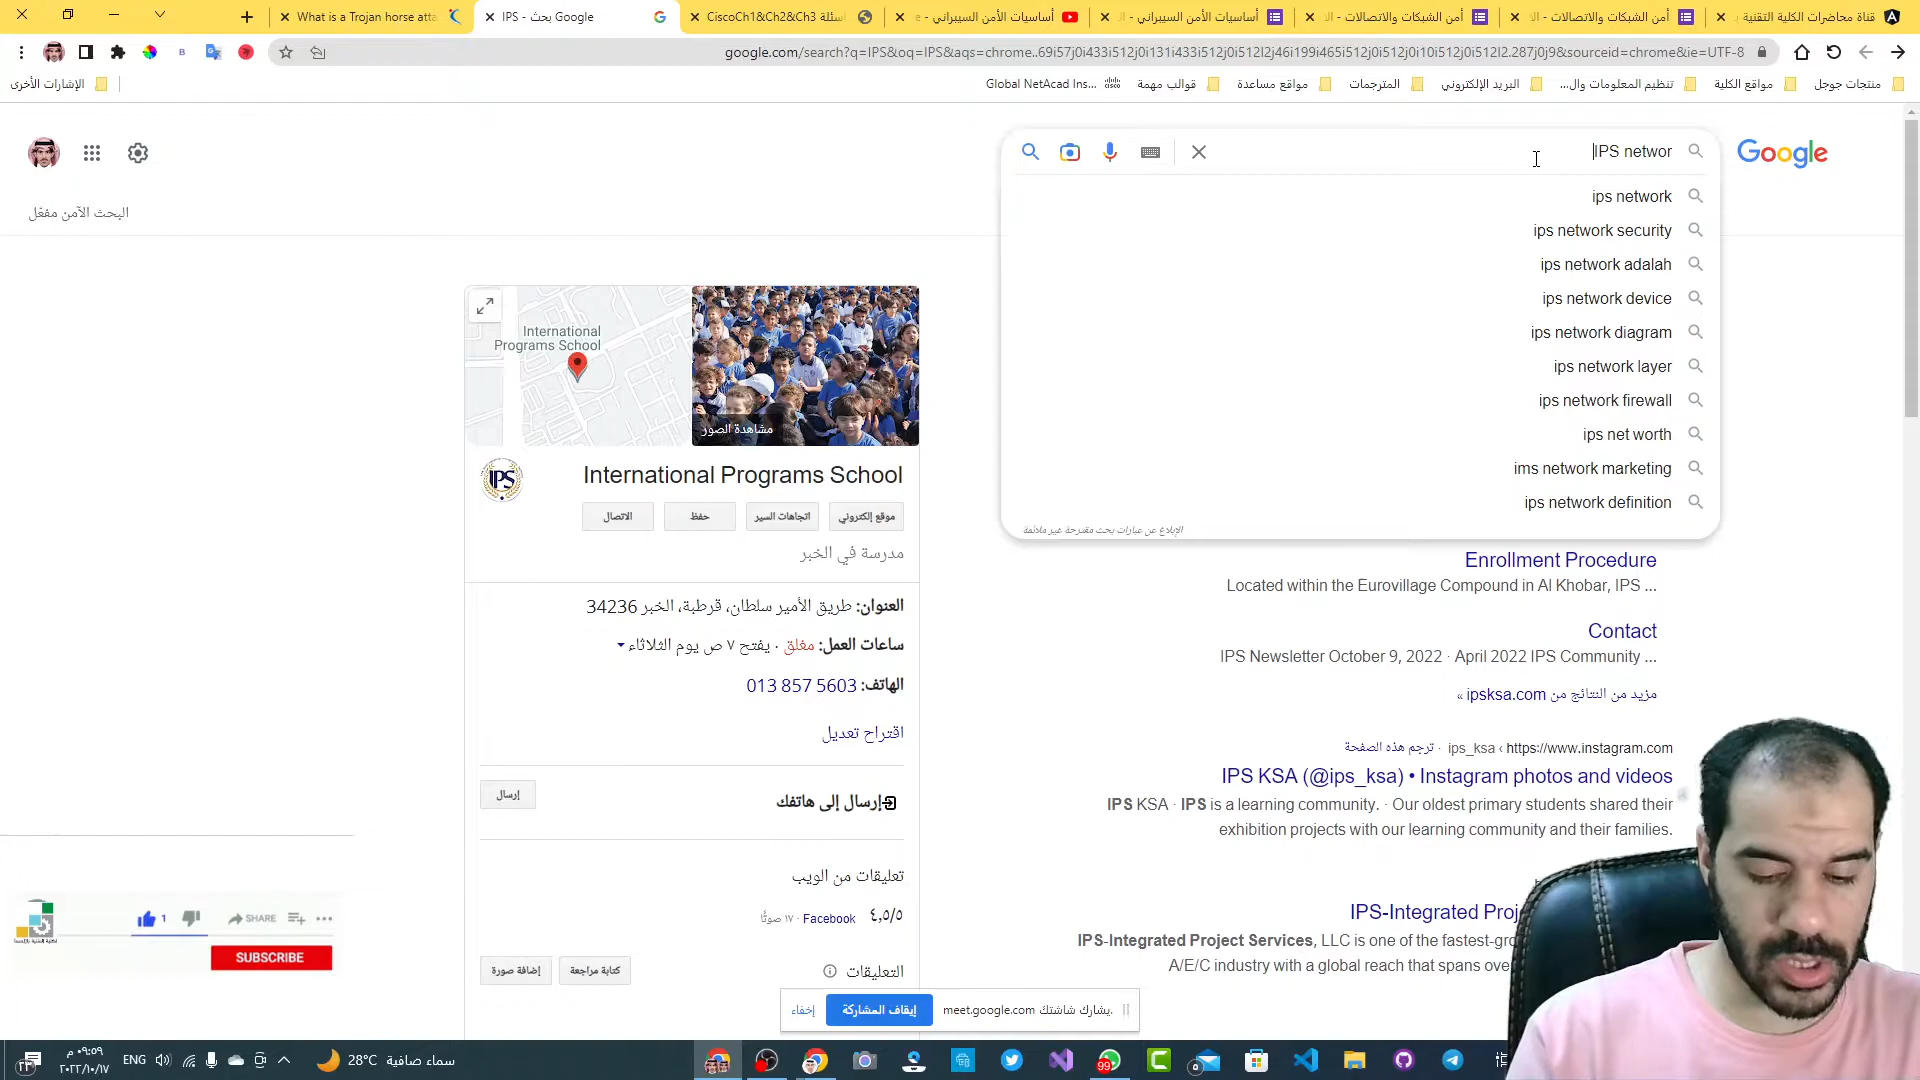 What is a Trojan horse atta
IPS - بحث Google
CiscoCh1&Ch2&Ch3 اسئلة
أساسيات الأمن السيبراني - ع
أساسيات الأمن السيبراني - ال
أمن الشبكات والاتصالات - الا
أمن الشبكات والاتصالات - الا
قناة محاضرات الكلية التقنية ب
google.com/search?q=IPS&oq=IPS&aqs=chrome..69i57j0i433i512j0i131i433i512j0i512l2j46i199i465i512j0i512j0i10i512j0i512l2.287j0j9&sourceid=chrome&ie=UTF-8
منتجات جوجل
مواقع الكلية
تنظيم المعلومات وال...
البريد الإلكتروني
المترجمات
مواقع مساعدة
قوالب مهمة
Global NetAcad Ins...
الإشارات الأخرى
Google
IPS networ
ips network
ips network security
ips network adalah
ips network device
ips network diagram
ips network layer
ips network firewall
ips net worth
ims network marketing
ips network definition
الإبلاغ عن عبارات بحث مقترحة غير ملائمة
البحث الآمن مفعّل
International
Programs School
مشاهدة الصور
IPS
International Programs School
موقع إلكتروني
اتجاهات السير
حفظ
الاتصال
مدرسة في الخبر
العنوان: طريق الأمير سلطان، قرطبة، الخبر 34236
ساعات العمل: مغلق · يفتح ٧ ص يوم الثلاثاء
الهاتف: 013 857 5603
اقتراح تعديل
إرسال إلى هاتفك
إرسال
تعليقات من الويب
٤٫٥/٥ Facebook · ١٧ صوتًا
التعليقات
كتابة مراجعة
إضافة صورة
Enrollment Procedure
Located within the Eurovillage Compound in Al Khobar, IPS ...
Contact
IPS Newsletter October 9, 2022 · April 2022 IPS Community ...
مزيد من النتائج من ipsksa.com »
https://www.instagram.com › ips_ksa · ترجم هذه الصفحة
IPS KSA (@ips_ksa) • Instagram photos and videos
IPS KSA · IPS is a learning community. · Our oldest primary students shared their
exhibition projects with our learning community and their families.
IPS-Integrated Proj
IPS-Integrated Project Services, LLC is one of the fastest-gro
A/E/C industry with a global reach that spans ove
1
SHARE
SUBSCRIBE
يشارك شاشتك meet.google.com.
إيقاف المشاركة
إخفاء
٠٩:٥٩ م
٢٠٢٢/١٠/١٧
ENG
28°C
سماء صافية
99